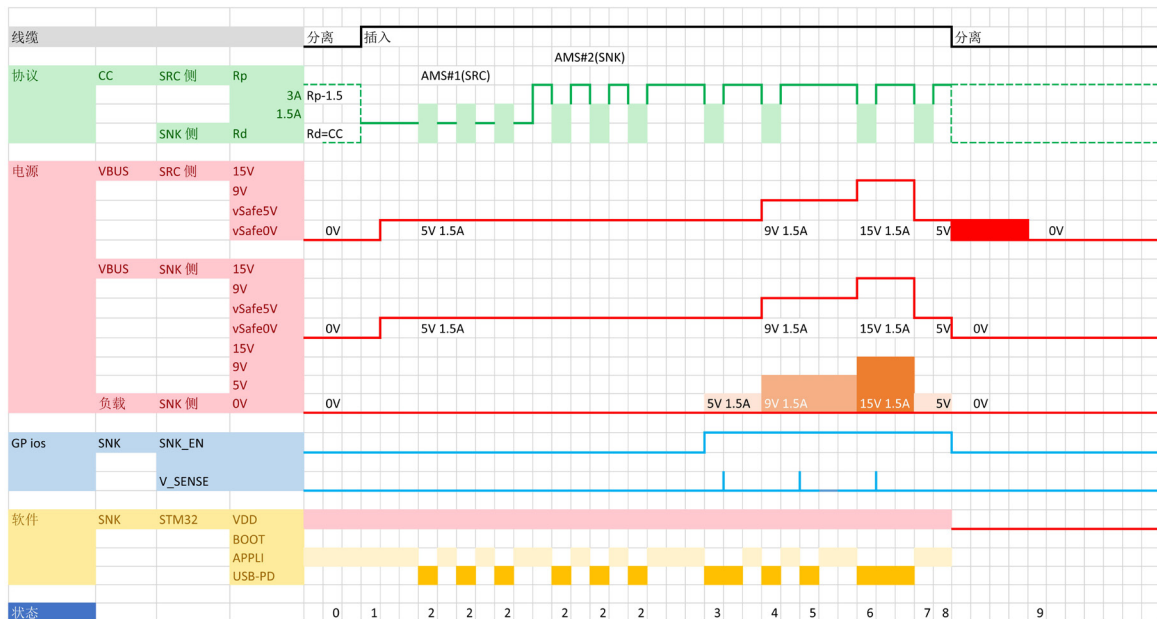 线缆 分离 插入 分离
AMS#2(SNK)
协议 CC SRC 侧 Rp AMS#1(SRC)
3A Rp-1.5
1.5A
SNK 侧 Rd Rd=CC
电源 VBUS SRC 侧 15V
9V
vSafe5V
vSafe0V 0V 5V 1.5A 9V 1.5A 15V 1.5A 5V 0V
VBUS SNK 侧 15V
9V
vSafe5V
vSafe0V 0V 5V 1.5A 9V 1.5A 15V 1.5A 5V 0V
15V
9V
5V
负载 SNK 侧 0V 0V 5V 1.5A 9V 1.5A 15V 1.5A 5V 0V
GP ios SNK SNK_EN
V_SENSE
软件 SNK STM32 VDD
BOOT
APPLI
USB-PD
状态 0 1 2 2 2 2 2 2 3 4 5 6 7 8 9